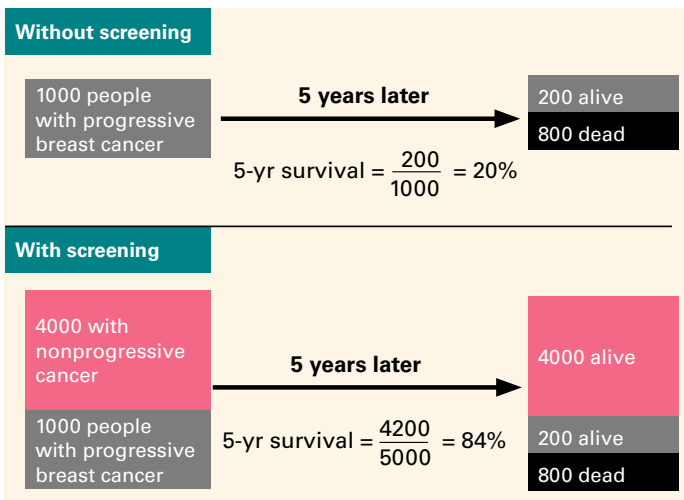 Without screening
1000 people
with progressive
breast cancer
5 years later
200 alive
800 dead
5-yr survival = 200/1000 = 20%
With screening
4000 with
nonprogressive
cancer
1000 people
with progressive
breast cancer
5 years later
5-yr survival = 4200/5000 = 84%
4000 alive
200 alive
800 dead